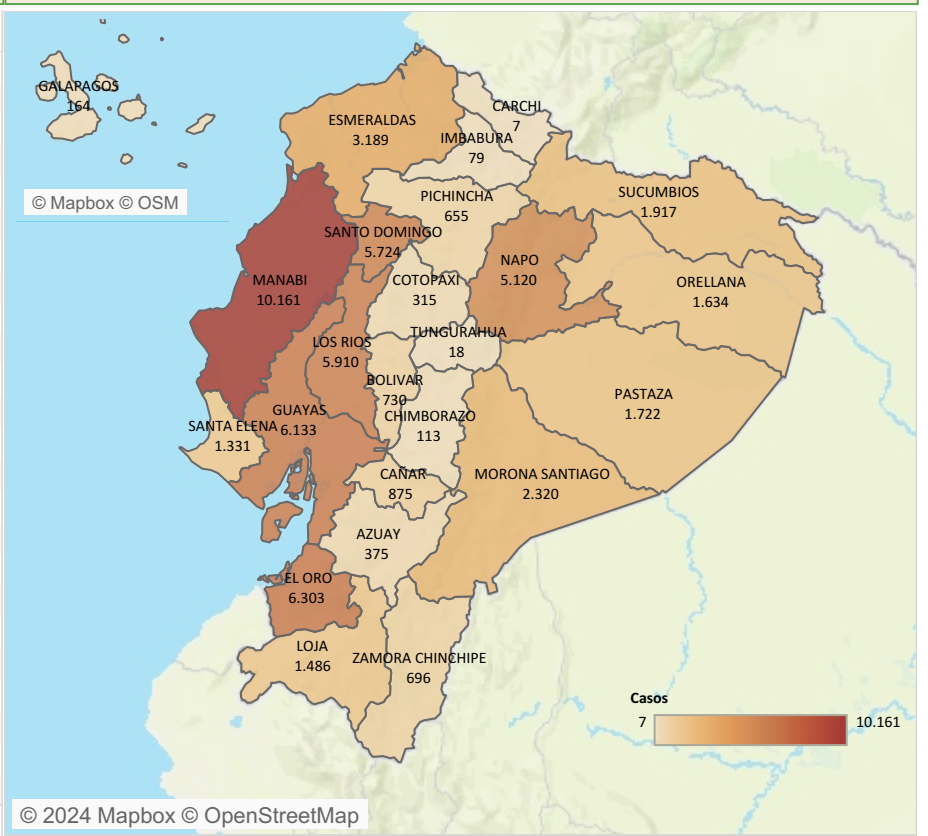 GALAPAGOS
164
© Mapbox © OSM
ESMERALDAS
3.189
CARCHI
7
IMBABURA
79
PICHINCHA
655
SUCUMBIOS
1.917
SANTO DOMINGO
5.724
NAPO
5.120
MANABI
10.161
COTOPAXI
315
ORELLANA
1.634
TUNGURAHUA
18
LOS RIOS
5.910
BOLIVAR
730
PASTAZA
1.722
GUAYAS
6.133
CHIMBORAZO
113
SANTA ELENA
1.331
CAÑAR
875
MORONA SANTIAGO
2.320
AZUAY
375
EL ORO
6.303
LOJA
1.486
ZAMORA CHINCHIPE
696
Casos
7
10.161
© 2024 Mapbox © OpenStreetMap